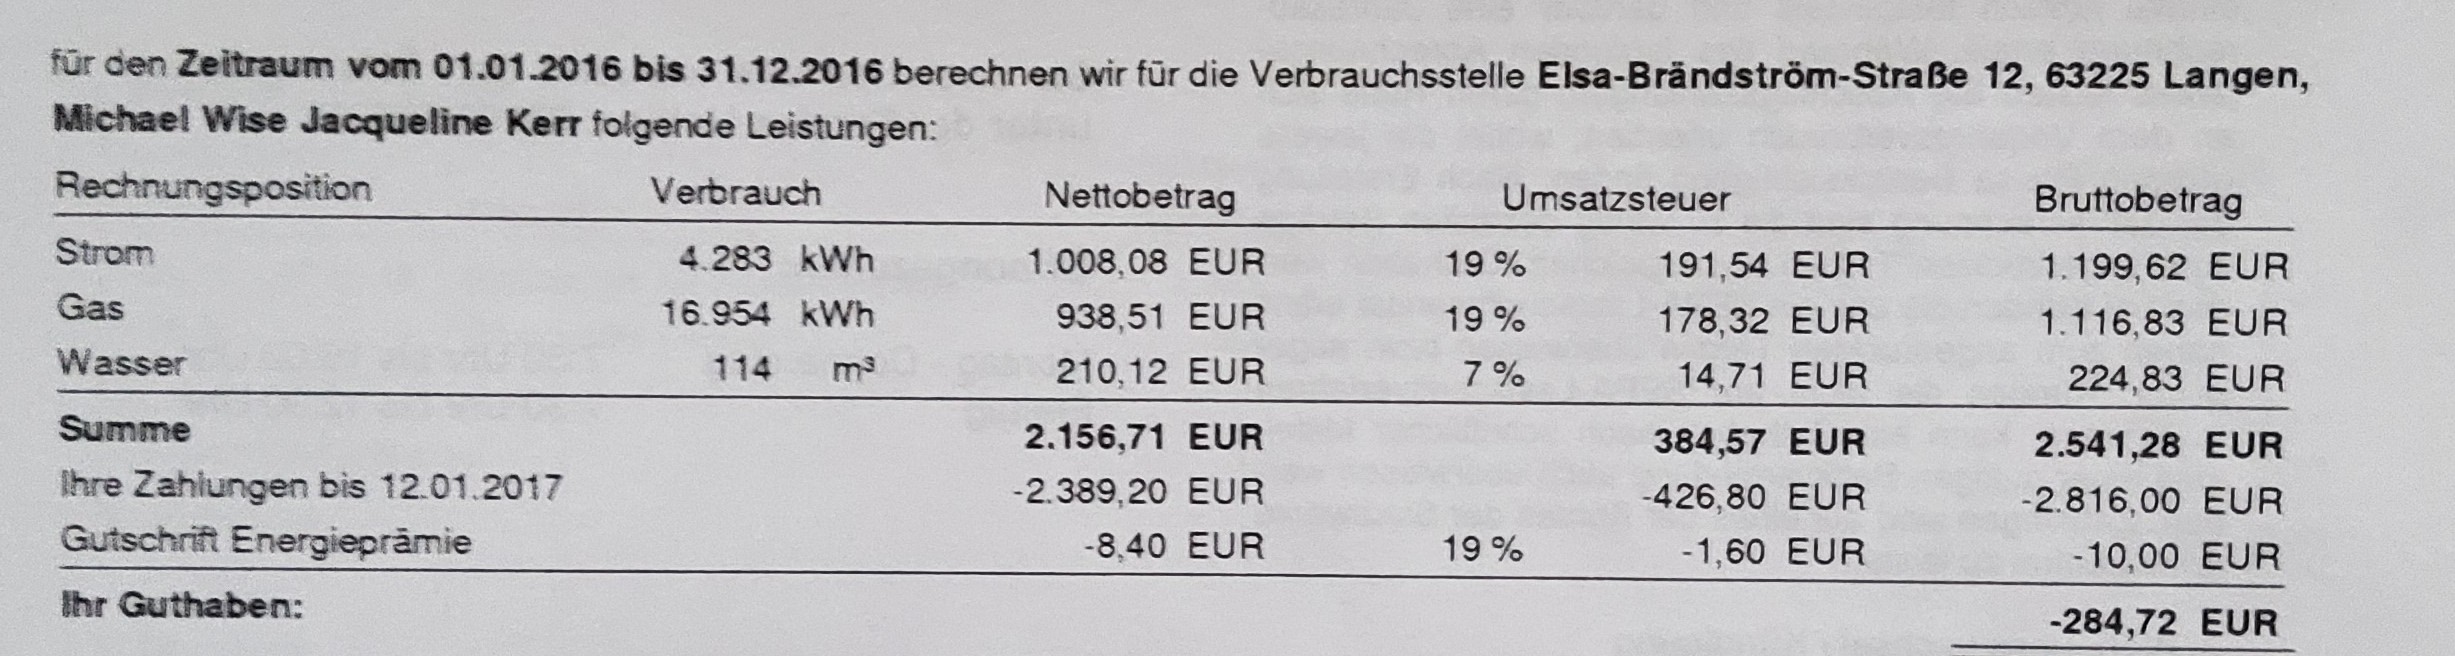 für den Zeitraum vom 01.01.2016 bis 31.12.2016 berechnen wir für die Verbrauchsstelle Elsa-Brändström-Straße 12, 63225 Langen,
Michael Wise Jacqueline Kerr folgende Leistungen:
Rechnungsposition Verbrauch Nettobetrag Umsatzsteuer Bruttobetrag
Strom 4.283 kWh 1.008,08 EUR 19 % 191,54 EUR 1.199,62 EUR
Gas 16.954 kWh 938,51 EUR 19 % 178,32 EUR 1.116,83 EUR
Wasser 114 m³ 210,12 EUR 7 % 14,71 EUR 224,83 EUR
Summe 2.156,71 EUR 384,57 EUR 2.541,28 EUR
Ihre Zahlungen bis 12.01.2017 -2.389,20 EUR -426,80 EUR -2.816,00 EUR
Gutschrift Energieprämie -8,40 EUR 19 % -1,60 EUR -10,00 EUR
Ihr Guthaben: -284,72 EUR